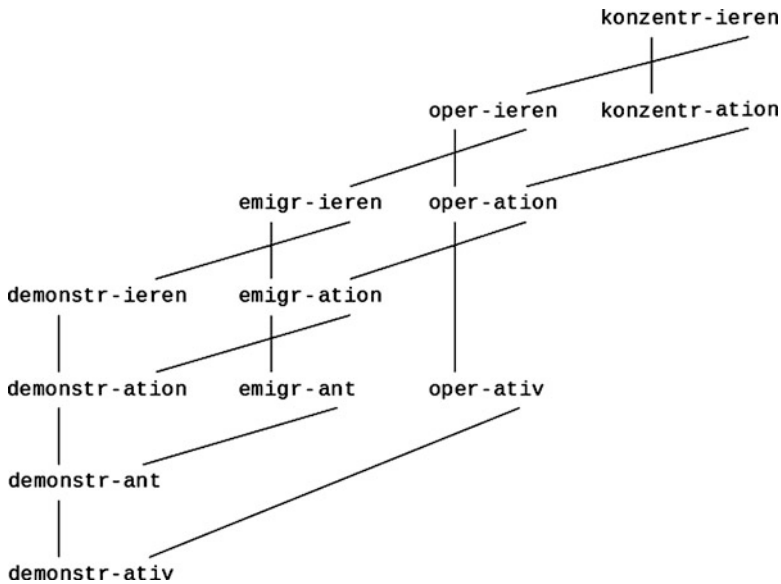 konzentr-ieren
oper-ieren konzentr-ation
emigr-ieren oper-ation
demonstr-ieren emigr-ation
demonstr-ation emigr-ant oper-ativ
demonstr-ant
demonstr-ativ